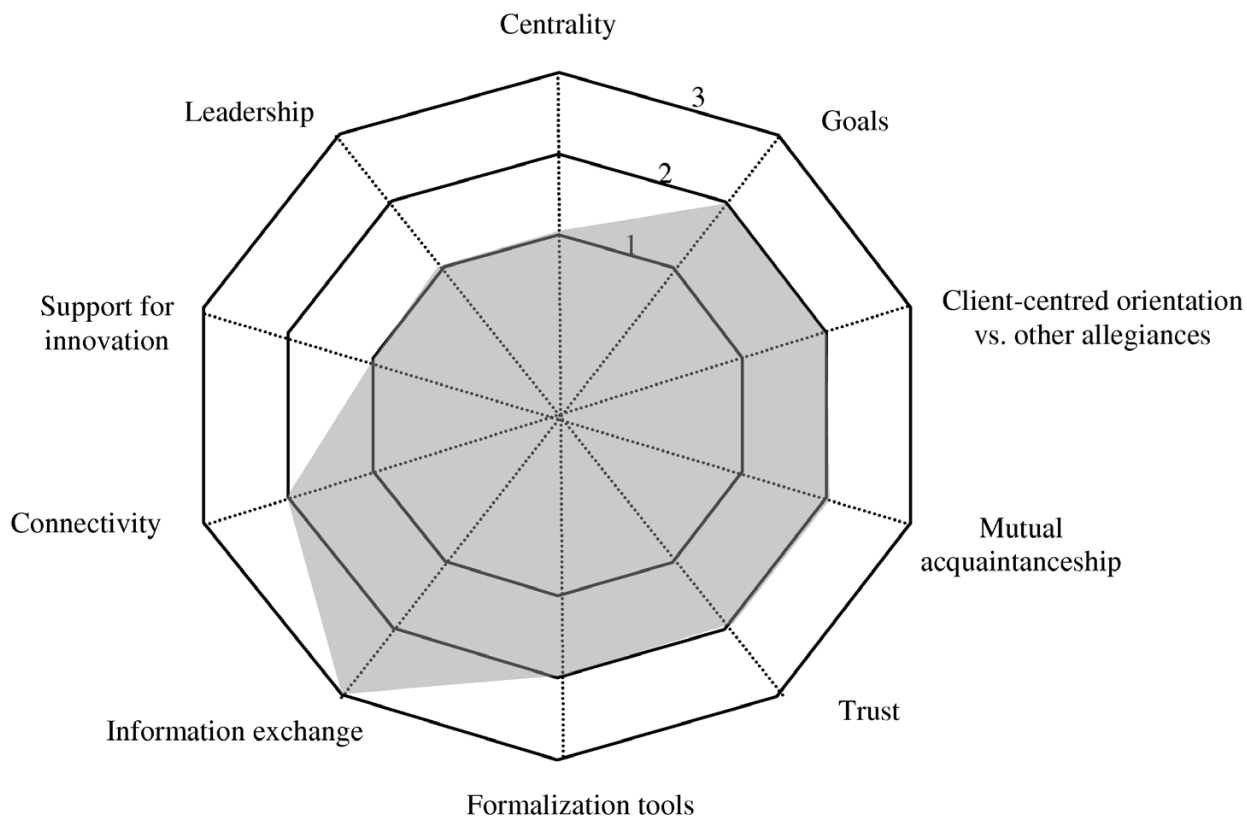 Centrality
3
Leadership
Goals
2
1
Support for
innovation
Client-centred orientation
vs. other allegiances
Connectivity
Mutual
acquaintanceship
Information exchange
Trust
Formalization tools